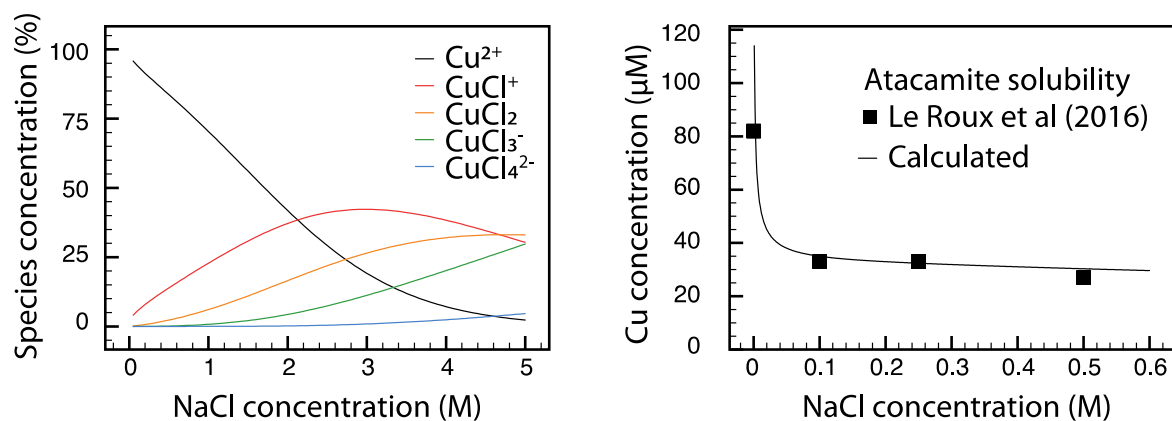 Species concentration (%)
100
75
50
25
0
Cu²⁺
CuCl⁺
CuCl₂
CuCl₃⁻
CuCl₄²⁻
0 1 2 3 4 5
NaCl concentration (M)
Cu concentration (µM)
120
100
80
60
40
20
0
Atacamite solubility
Le Roux et al (2016)
Calculated
0 0.1 0.2 0.3 0.4 0.5 0.6
NaCl concentration (M)